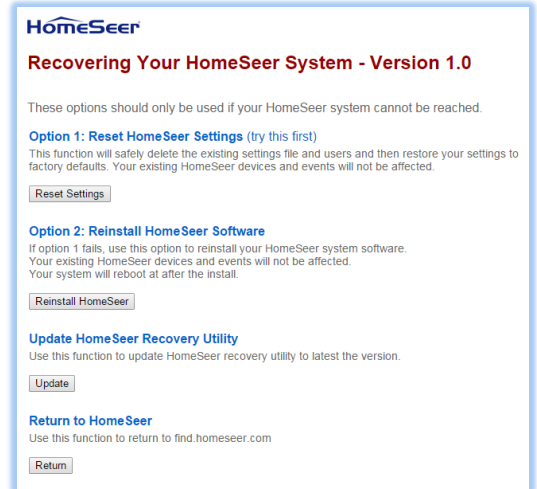 HomeSeer
Recovering Your HomeSeer System - Version 1.0
These options should only be used if your HomeSeer system cannot be reached.
Option 1: Reset HomeSeer Settings (try this first)
This function will safely delete the existing settings file and users and then restore your settings to
factory defaults. Your existing HomeSeer devices and events will not be affected.
Reset Settings
Option 2: Reinstall HomeSeer Software
If option 1 fails, use this option to reinstall your HomeSeer system software.
Your existing HomeSeer devices and events will not be affected.
Your system will reboot at after the install.
Reinstall HomeSeer
Update HomeSeer Recovery Utility
Use this function to update HomeSeer recovery utility to latest the version.
Update
Return to HomeSeer
Use this function to return to find.homeseer.com
Return